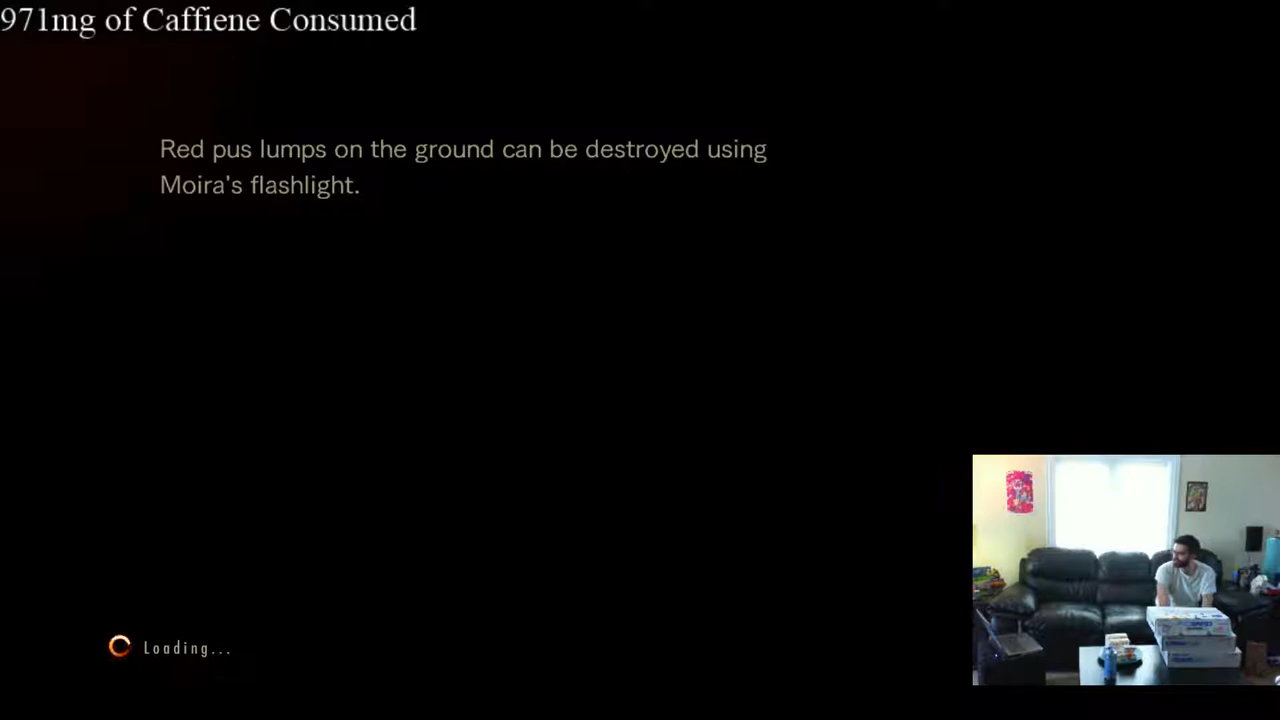 971mg of Caffiene Consumed
Red pus lumps on the ground can be destroyed using
Moira's flashlight.
Loading...